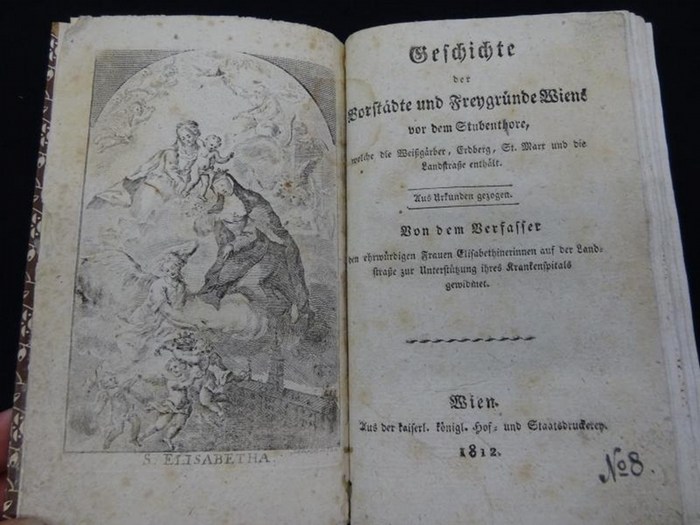 S. ELISABETHA.
Geschichte
der
Vorstädte und Freygründe Wiens
vor dem Stubenthore,
welche die Weißgärber, Erdberg, St. Marx und die
Landstraße enthält.
Aus Urkunden gezogen.
Von dem Verfasser
den ehrwürdigen Frauen Elisabethinerinnen auf der Land-
straße zur Unterstützung ihres Krankenspitals
gewidmet.
Wien.
Aus der kaiserl. königl. Hof- und Staatsdruckerey.
1812.
No 8.